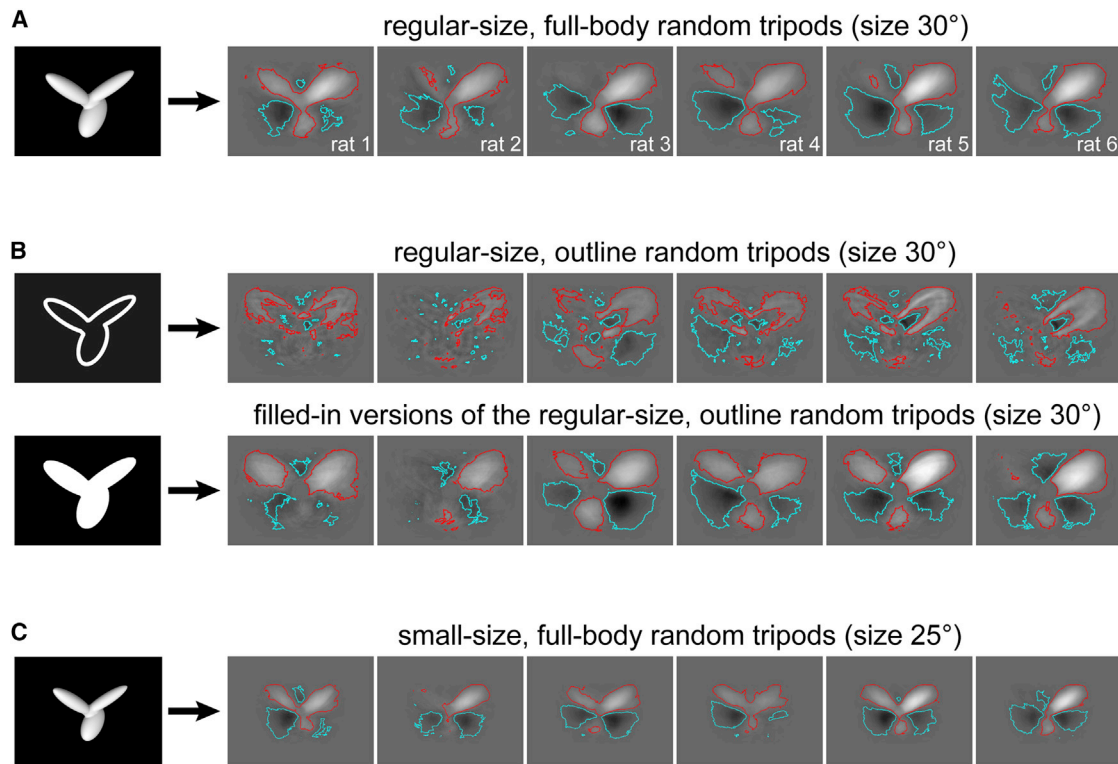 A
regular-size, full-body random tripods (size 30°)
rat 1
rat 2
rat 3
rat 4
rat 5
rat 6
B
regular-size, outline random tripods (size 30°)
filled-in versions of the regular-size, outline random tripods (size 30°)
C
small-size, full-body random tripods (size 25°)